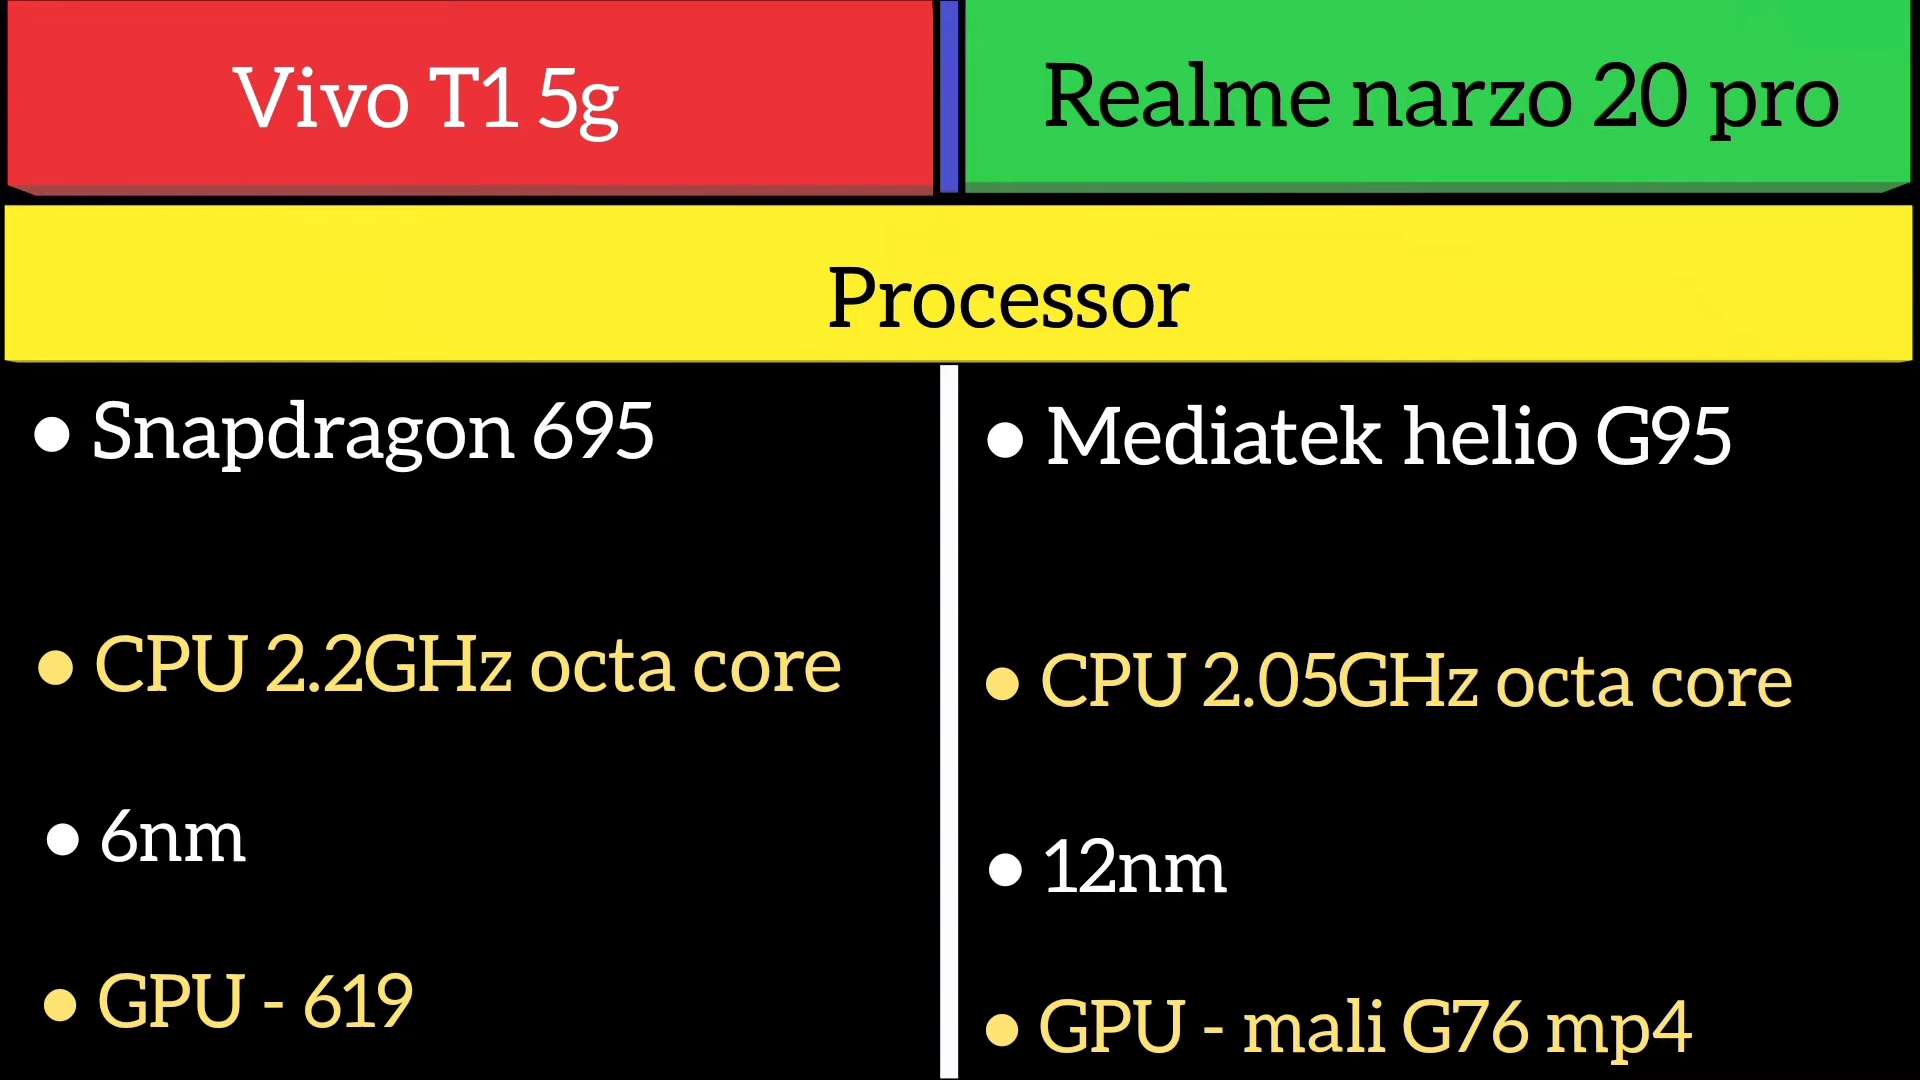 Vivo T1 5g
Realme narzo 20 pro
Processor
• Snapdragon 695
• CPU 2.2GHz octa core
• 6nm
• GPU - 619
• Mediatek helio G95
• CPU 2.05GHz octa core
• 12nm
• GPU - mali G76 mp4